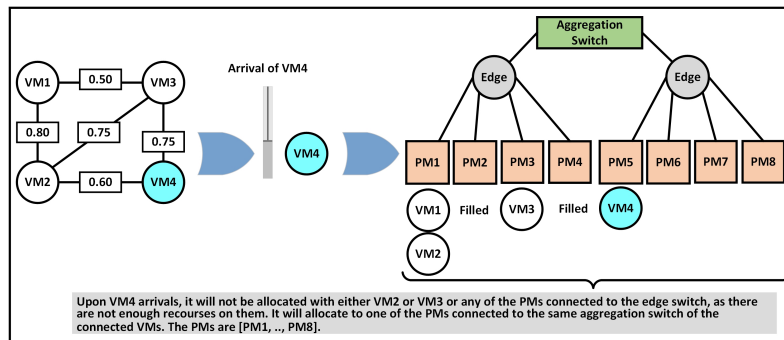 Aggregation
Switch
Arrival of VM4
Edge
Edge
VM1
0.50
VM3
0.80
0.75
0.75
VM4
PM1
PM2
PM3
PM4
PM5
PM6
PM7
PM8
VM2
0.60
VM4
VM1
Filled
VM3
Filled
VM4
VM2
Upon VM4 arrivals, it will not be allocated with either VM2 or VM3 or any of the PMs connected to the edge switch, as there
are not enough recourses on them. It will allocate to one of the PMs connected to the same aggregation switch of the
connected VMs. The PMs are [PM1, .., PM8].